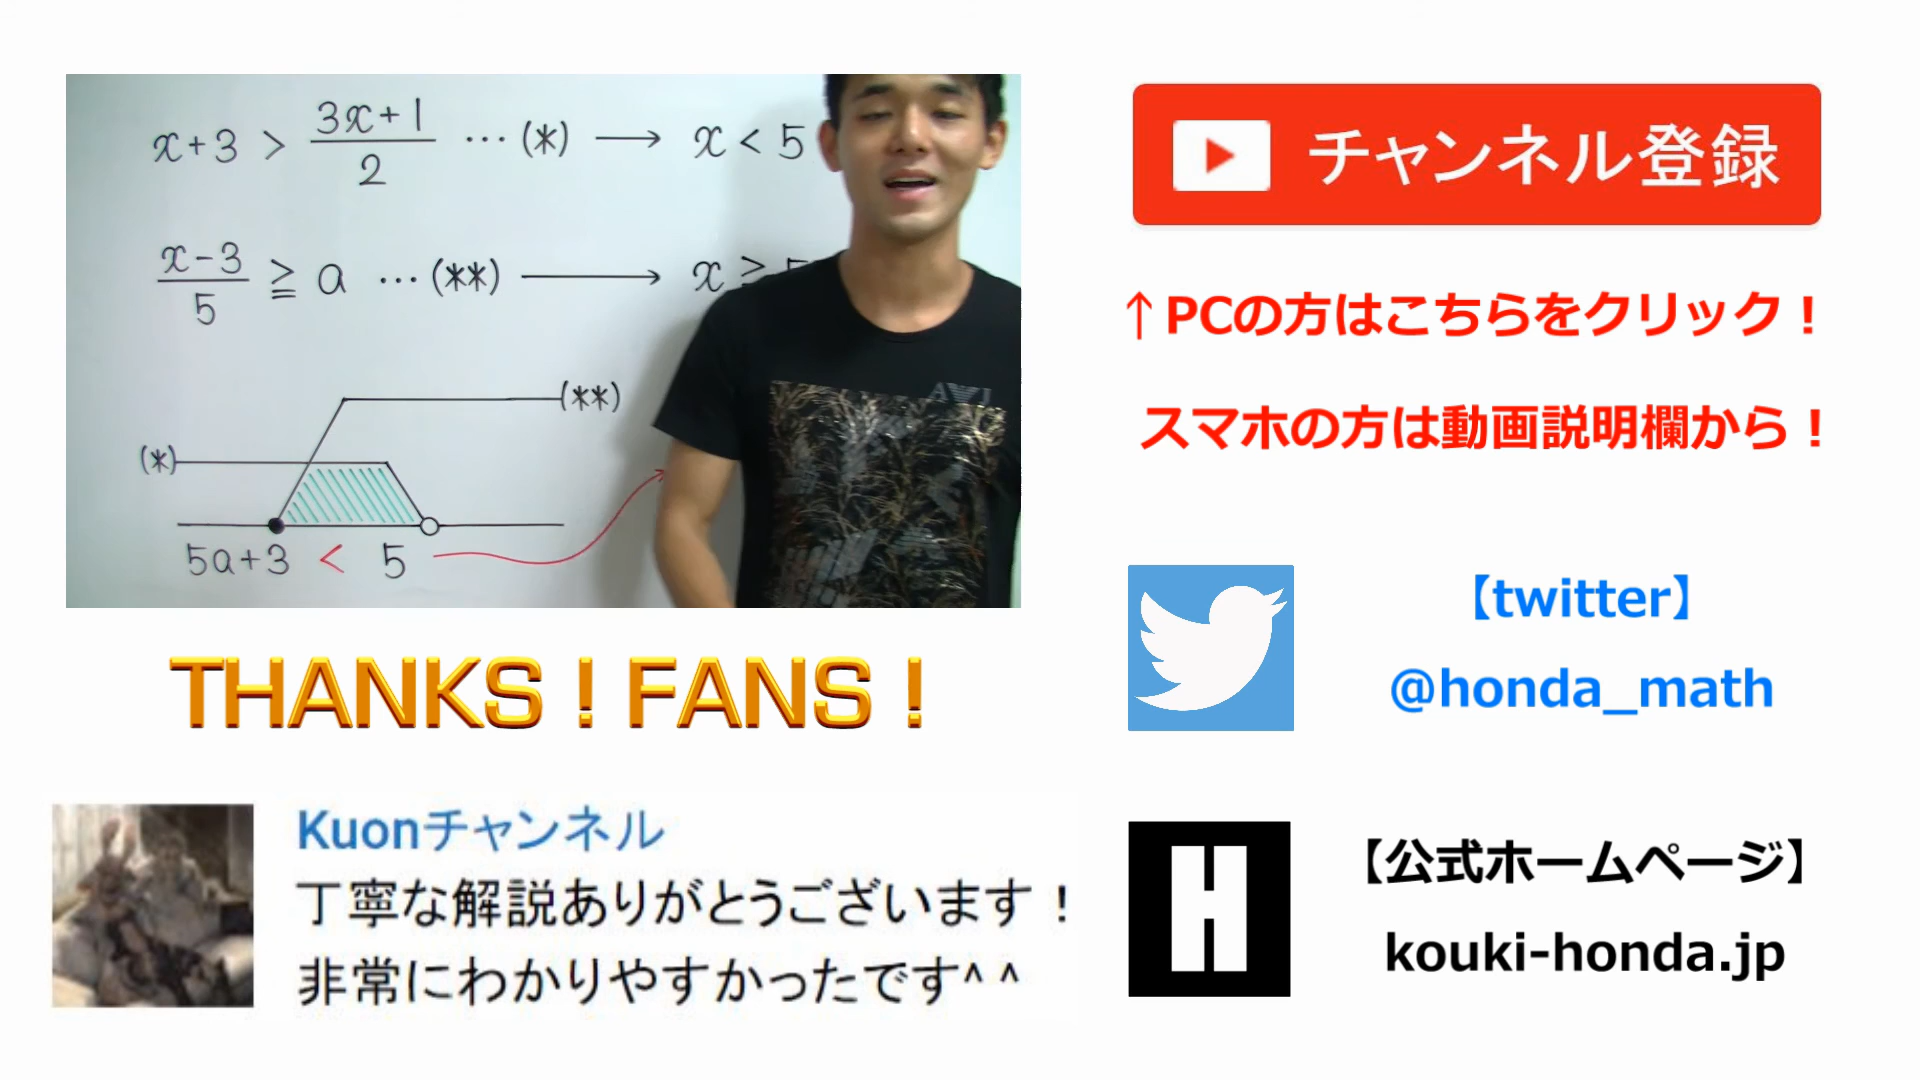 x+3 > (3x+1)/2 … (*) → x < 5
(x-3)/5 ≧ a … (**) → x ≧
(**)
(*)
5a+3 < 5
THANKS！FANS！
Kuonチャンネル
丁寧な解説ありがとうございます！
非常にわかりやすかったです^ ^
チャンネル登録
↑PCの方はこちらをクリック！
スマホの方は動画説明欄から！
【twitter】
@honda_math
H
【公式ホームページ】
kouki-honda.jp